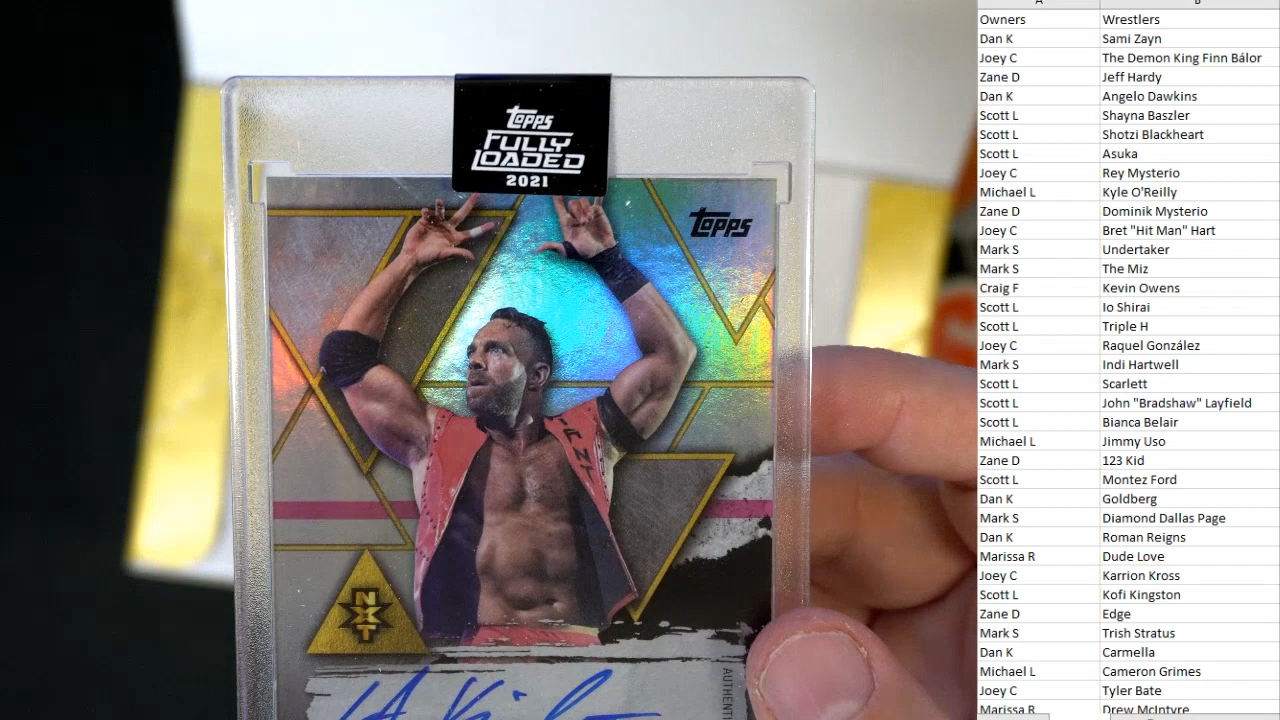 TOPPS
FULLY
LOADED
2021
TOPPS
NXT
AUTHENTI
A B
Owners Wrestlers
Dan K Sami Zayn
Joey C The Demon King Finn Bálor
Zane D Jeff Hardy
Dan K Angelo Dawkins
Scott L Shayna Baszler
Scott L Shotzi Blackheart
Scott L Asuka
Joey C Rey Mysterio
Michael L Kyle O'Reilly
Zane D Dominik Mysterio
Joey C Bret "Hit Man" Hart
Mark S Undertaker
Mark S The Miz
Craig F Kevin Owens
Scott L Io Shirai
Scott L Triple H
Joey C Raquel González
Mark S Indi Hartwell
Scott L Scarlett
Scott L John "Bradshaw" Layfield
Scott L Bianca Belair
Michael L Jimmy Uso
Zane D 123 Kid
Scott L Montez Ford
Dan K Goldberg
Mark S Diamond Dallas Page
Dan K Roman Reigns
Marissa R Dude Love
Joey C Karrion Kross
Scott L Kofi Kingston
Zane D Edge
Mark S Trish Stratus
Dan K Carmella
Michael L Cameron Grimes
Joey C Tyler Bate
Marissa R Drew McIntyre